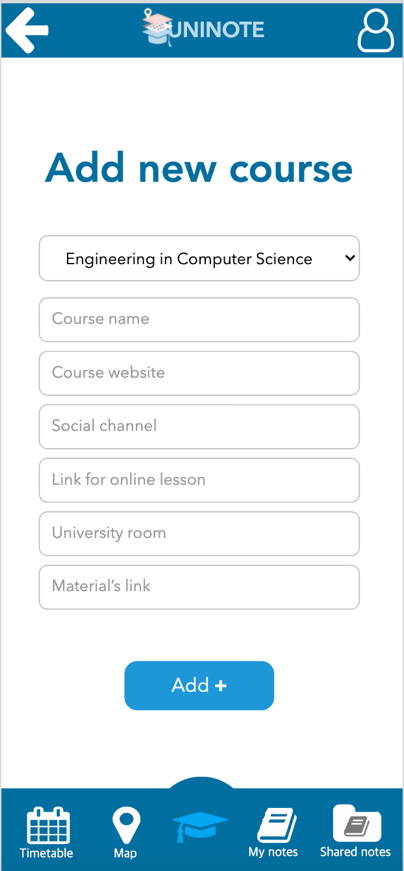 UNINOTE
Add new course
Engineering in Computer Science
Course name
Course website
Social channel
Link for online lesson
University room
Material's link
Add +
Timetable
Map
My notes
Shared notes